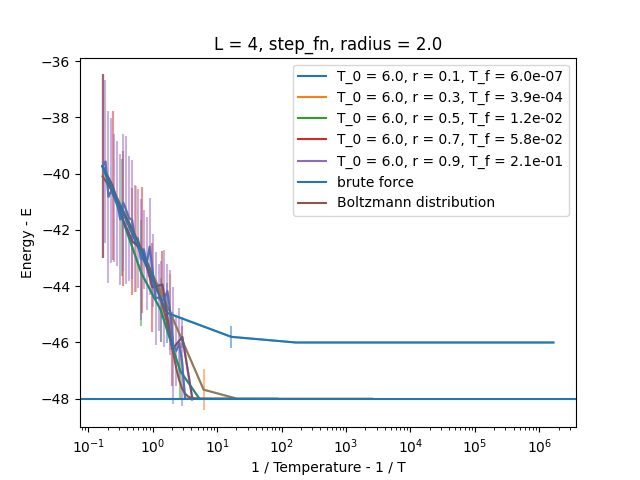 L = 4, step_fn, radius = 2.0
T_0 = 6.0, r = 0.1, T_f = 6.0e-07
T_0 = 6.0, r = 0.3, T_f = 3.9e-04
T_0 = 6.0, r = 0.5, T_f = 1.2e-02
T_0 = 6.0, r = 0.7, T_f = 5.8e-02
T_0 = 6.0, r = 0.9, T_f = 2.1e-01
brute force
Boltzmann distribution
Energy - E
−36
−38
−40
−42
−44
−46
−48
10⁻¹ 10⁰ 10¹ 10² 10³ 10⁴ 10⁵ 10⁶
1 / Temperature - 1 / T